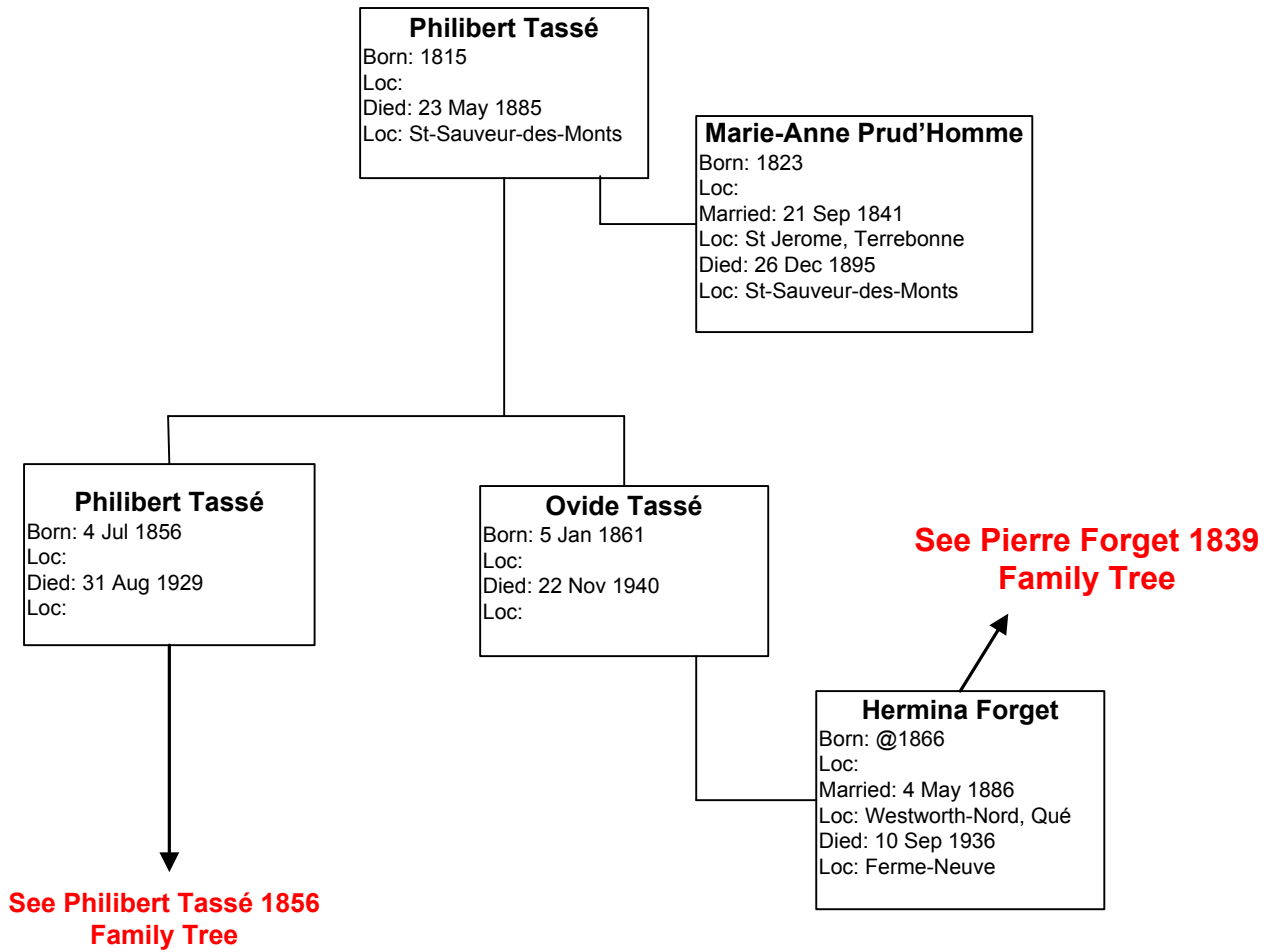 Philibert Tassé
Born: 1815
Loc:
Died: 23 May 1885
Loc: St-Sauveur-des-Monts
Marie-Anne Prud’Homme
Born: 1823
Loc:
Married: 21 Sep 1841
Loc: St Jerome, Terrebonne
Died: 26 Dec 1895
Loc: St-Sauveur-des-Monts
Philibert Tassé
Born: 4 Jul 1856
Loc:
Died: 31 Aug 1929
Loc:
Ovide Tassé
Born: 5 Jan 1861
Loc:
Died: 22 Nov 1940
Loc:
See Pierre Forget 1839
Family Tree
Hermina Forget
Born: @1866
Loc:
Married: 4 May 1886
Loc: Westworth-Nord, Qué
Died: 10 Sep 1936
Loc: Ferme-Neuve
See Philibert Tassé 1856
Family Tree